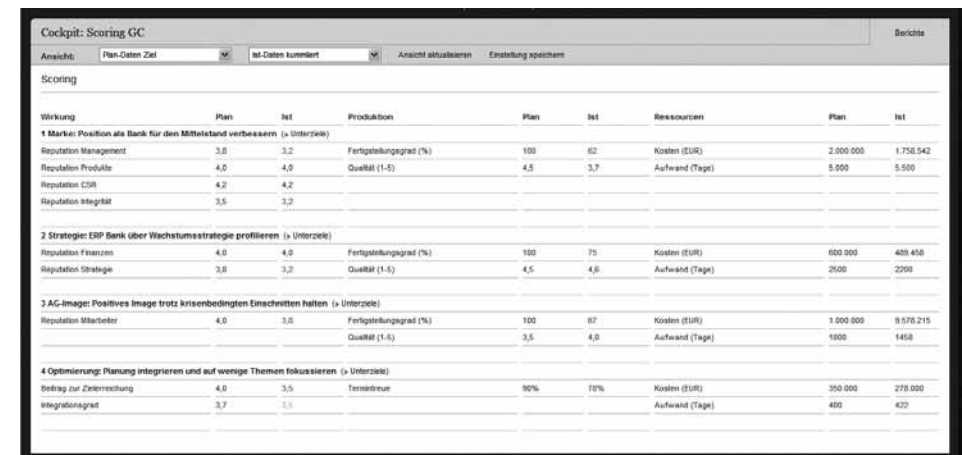 Cockpit: Scoring GC Berichte
Ansicht: Plan-Daten Ziel Ist-Daten kummliert Ansicht aktualisieren Einstellung speichern
Scoring
Wirkung Plan Ist Produktion Plan Ist Ressourcen Plan Ist
1 Marke: Position als Bank für den Mittelstand verbessern (» Unterziele)
Reputation Management 3,8 3,2 Fertigstellungsgrad (%) 100 62 Kosten (EUR) 2.000.000 1.758.542
Reputation Produkte 4,0 4,0 Qualität (1-5) 4,5 3,7 Aufwand (Tage) 5.000 5.500
Reputation CSR 4,2 4,2
Reputation Integrität 3,5 3,2
2 Strategie: ERP Bank über Wachstumsstrategie profilieren (» Unterziele)
Reputation Finanzen 4,0 4,0 Fertigstellungsgrad (%) 100 75 Kosten (EUR) 600.000 489.458
Reputation Strategie 3,8 3,2 Qualität (1-5) 4,5 4,6 Aufwand (Tage) 2500 2200
3 AG-Image: Positives Image trotz krisenbedingten Einschnitten halten (» Unterziele)
Reputation Mitarbeiter 4,0 3,8 Fertigstellungsgrad (%) 100 67 Kosten (EUR) 1.000.000 9.578.215
Qualität (1-5) 3,5 4,0 Aufwand (Tage) 1800 1458
4 Optimierung: Planung integrieren und auf wenige Themen fokussieren (» Unterziele)
Beitrag zur Zielerreichung 4,0 3,5 Termintreue 90% 78% Kosten (EUR) 350.000 278.000
Integrationsgrad 3,7 Aufwand (Tage) 400 422